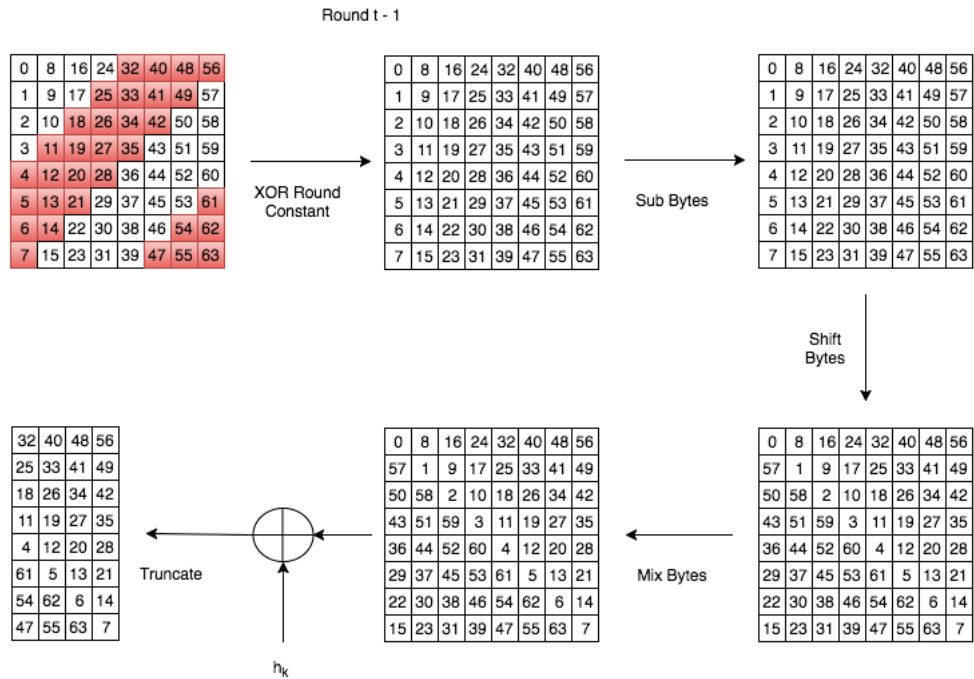 Round t - 1
0 8 16 24 32 40 48 56
1 9 17 25 33 41 49 57
2 10 18 26 34 42 50 58
3 11 19 27 35 43 51 59
4 12 20 28 36 44 52 60
5 13 21 29 37 45 53 61
6 14 22 30 38 46 54 62
7 15 23 31 39 47 55 63
XOR Round
Constant
0 8 16 24 32 40 48 56
1 9 17 25 33 41 49 57
2 10 18 26 34 42 50 58
3 11 19 27 35 43 51 59
4 12 20 28 36 44 52 60
5 13 21 29 37 45 53 61
6 14 22 30 38 46 54 62
7 15 23 31 39 47 55 63
Sub Bytes
0 8 16 24 32 40 48 56
1 9 17 25 33 41 49 57
2 10 18 26 34 42 50 58
3 11 19 27 35 43 51 59
4 12 20 28 36 44 52 60
5 13 21 29 37 45 53 61
6 14 22 30 38 46 54 62
7 15 23 31 39 47 55 63
Shift
Bytes
0 8 16 24 32 40 48 56
57 1 9 17 25 33 41 49
50 58 2 10 18 26 34 42
43 51 59 3 11 19 27 35
36 44 52 60 4 12 20 28
29 37 45 53 61 5 13 21
22 30 38 46 54 62 6 14
15 23 31 39 47 55 63 7
Mix Bytes
0 8 16 24 32 40 48 56
57 1 9 17 25 33 41 49
50 58 2 10 18 26 34 42
43 51 59 3 11 19 27 35
36 44 52 60 4 12 20 28
29 37 45 53 61 5 13 21
22 30 38 46 54 62 6 14
15 23 31 39 47 55 63 7
h_k
Truncate
32 40 48 56
25 33 41 49
18 26 34 42
11 19 27 35
4 12 20 28
61 5 13 21
54 62 6 14
47 55 63 7